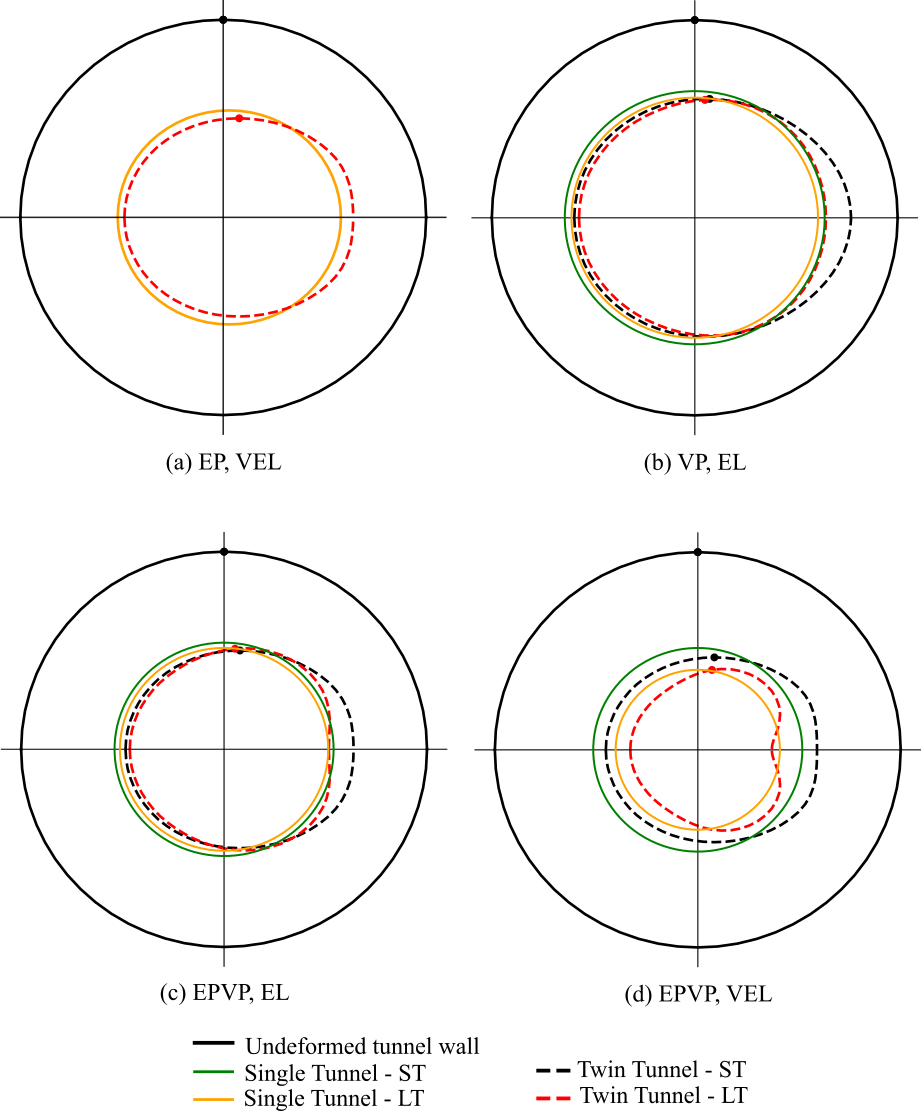 (a) EP, VEL
(b) VP, EL
(c) EPVP, EL
(d) EPVP, VEL
Undeformed tunnel wall
Single Tunnel - ST
Single Tunnel - LT
Twin Tunnel - ST
Twin Tunnel - LT